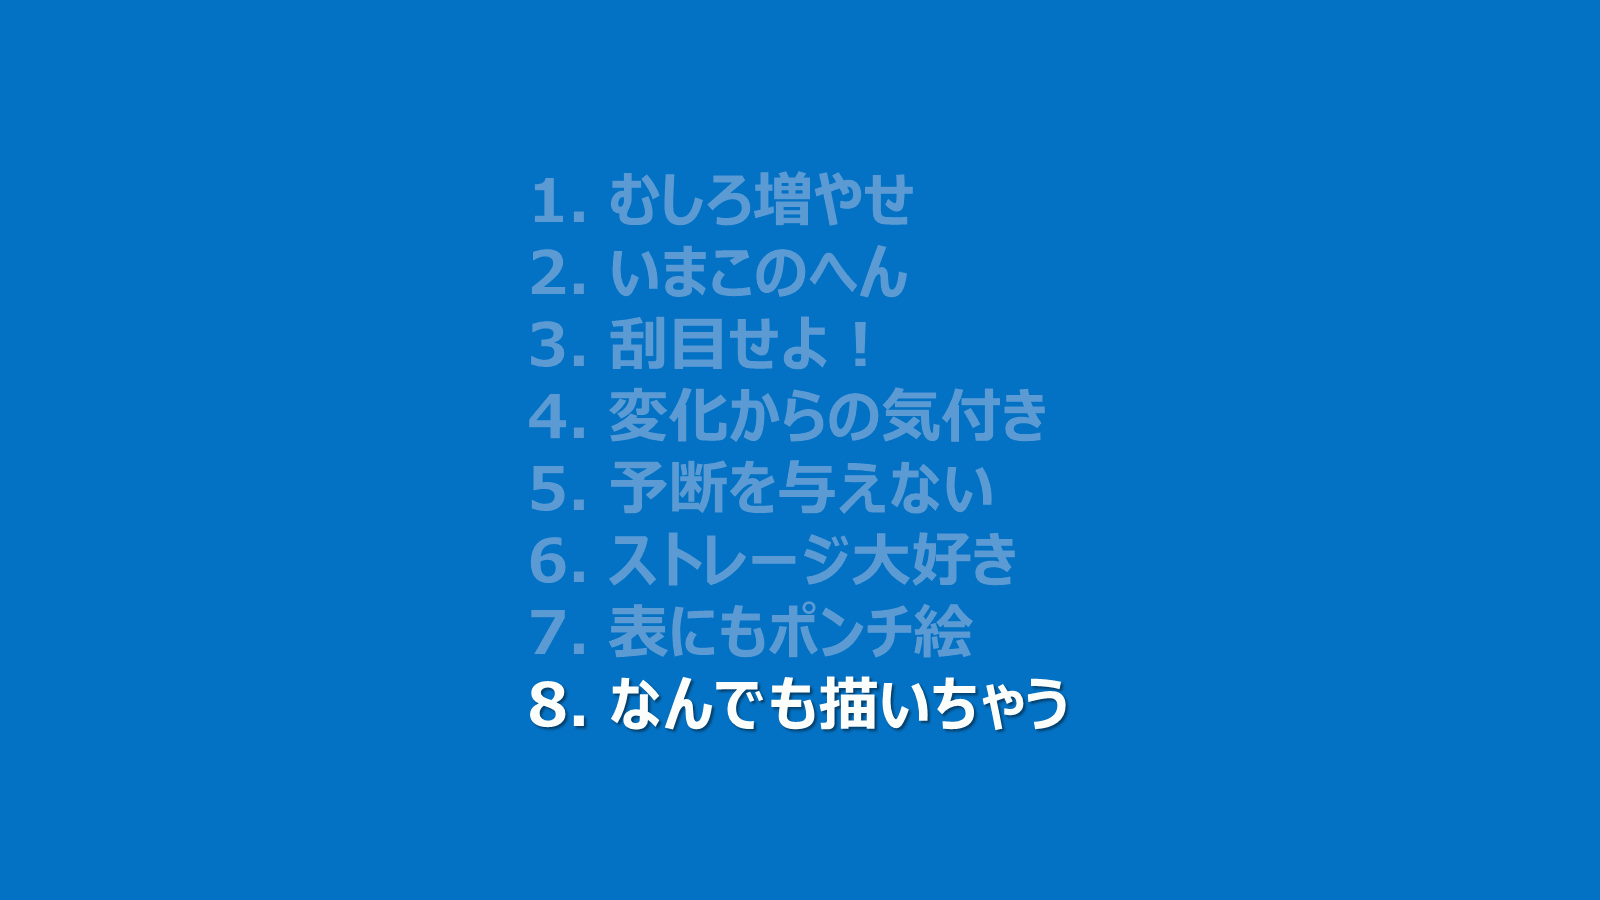 1. むしろ増やせ
2. いまこのへん
3. 刮目せよ！
4. 変化からの気付き
5. 予断を与えない
6. ストレージ大好き
7. 表にもポンチ絵
8. なんでも描いちゃう